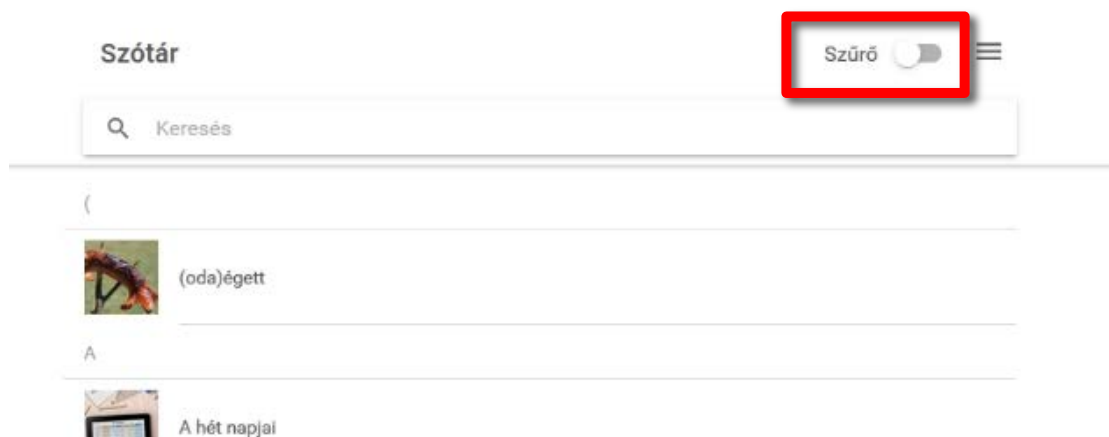 Szótár
Szűrő
Keresés
(
(oda)égett
A
A hét napjai